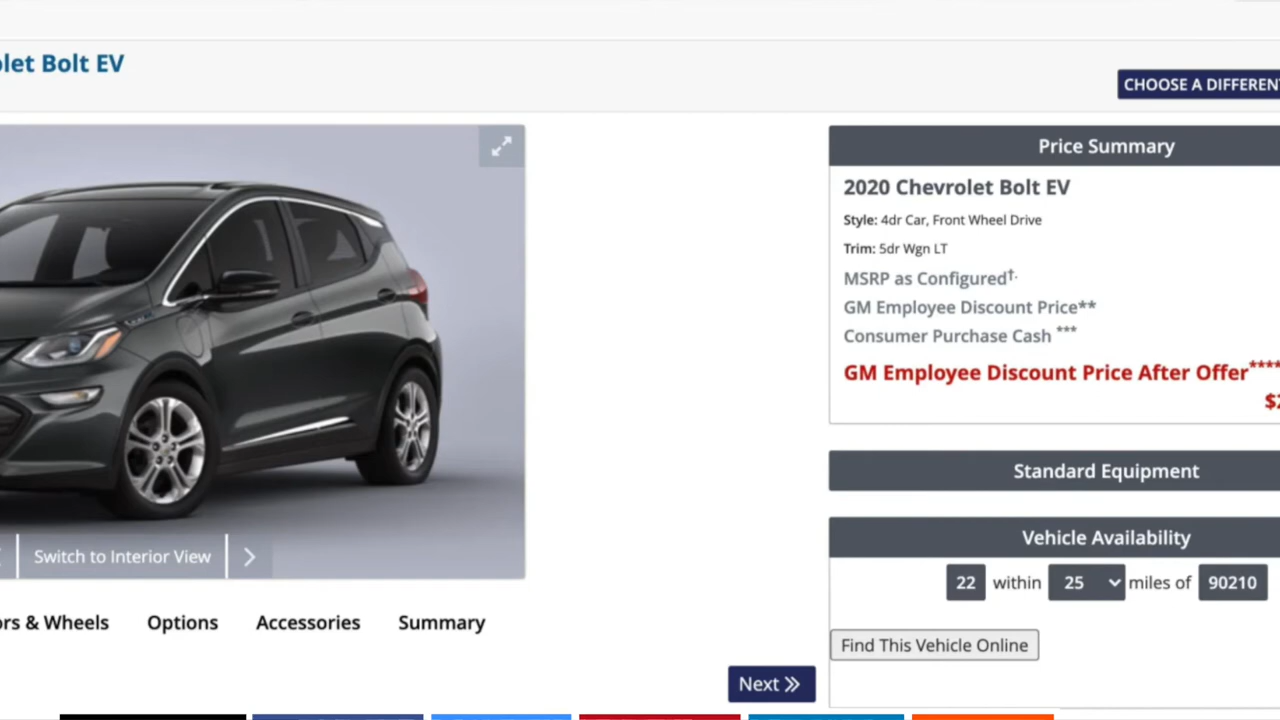 olet Bolt EV
CHOOSE A DIFFEREN
Price Summary
2020 Chevrolet Bolt EV
Style: 4dr Car, Front Wheel Drive
Trim: 5dr Wgn LT
MSRP as Configured†·
GM Employee Discount Price**
Consumer Purchase Cash ***
GM Employee Discount Price After Offer****
$2
Standard Equipment
Vehicle Availability
22 within 25 miles of 90210
Find This Vehicle Online
Switch to Interior View
ors & Wheels Options Accessories Summary
Next